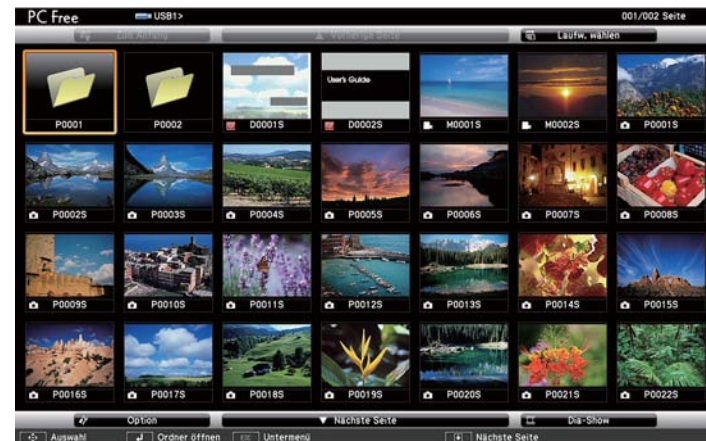 PC Free USB1> 001/002 Seite
Zum Anfang ▲ Vorherige Seite Laufw. wählen
P0001 P0002 D0001S D0002S M0001S M0002S P0001S
User's Guide
P0002S P0003S P0004S P0005S P0006S P0007S P0008S
P0009S P0010S P0011S P0012S P0013S P0014S P0015S
P0016S P0017S P0018S P0019S P0020S P0021S P0022S
Option ▼ Nächste Seite Dia-Show
Auswahl Ordner öffnen ESC Untermenü [+] Nächste Seite